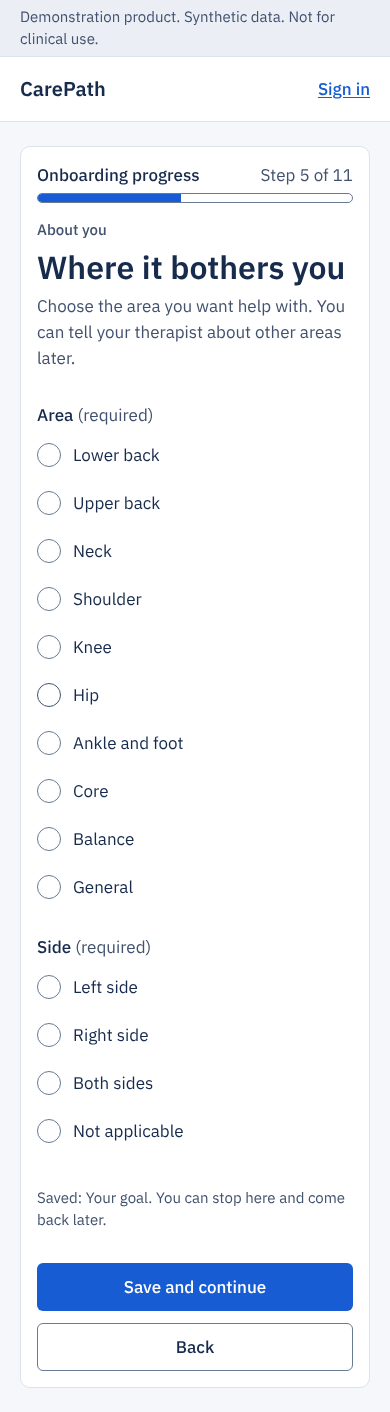 Demonstration product. Synthetic data. Not for
clinical use.
CarePath
Sign in
Onboarding progress
Step 5 of 11
About you
Where it bothers you
Choose the area you want help with. You
can tell your therapist about other areas
later.
Area (required)
Lower back
Upper back
Neck
Shoulder
Knee
Hip
Ankle and foot
Core
Balance
General
Side (required)
Left side
Right side
Both sides
Not applicable
Saved: Your goal. You can stop here and come
back later.
Save and continue
Back